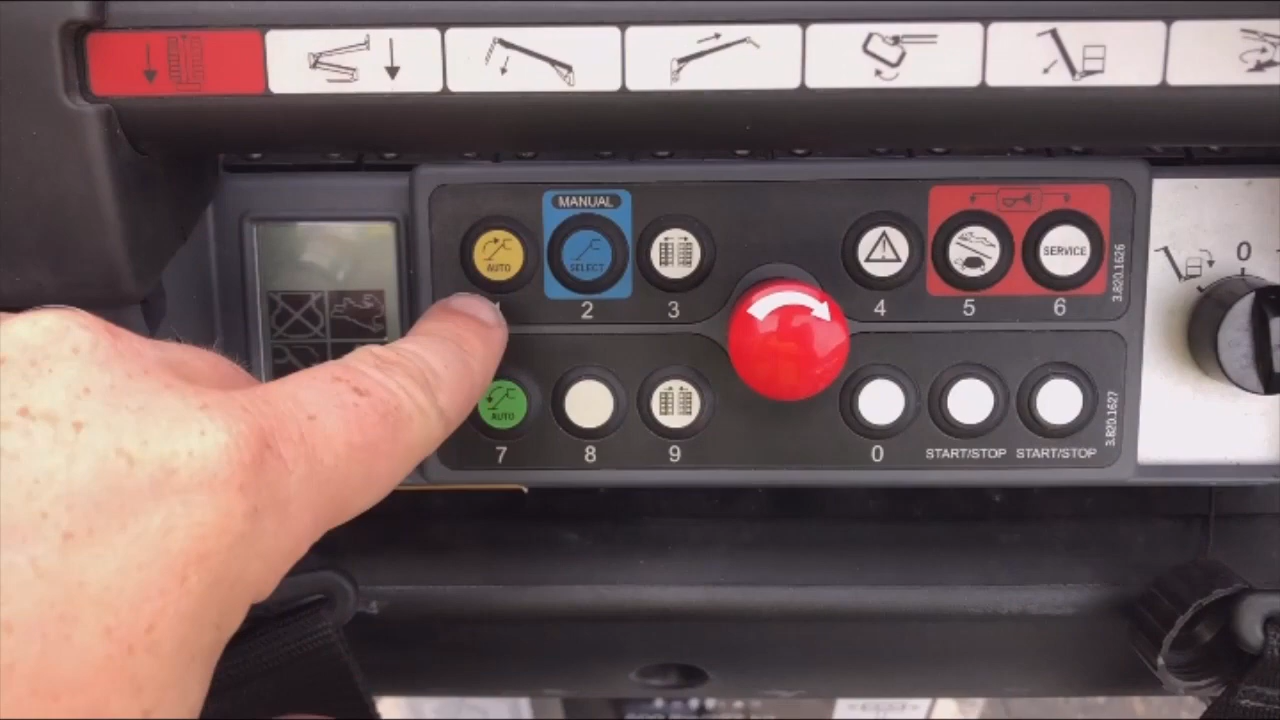 MANUAL
AUTO
SELECT
SERVICE
2
3
4
5
6
3.820.1626
0
AUTO
7
8
9
0
START/STOP
START/STOP
3.820.1627